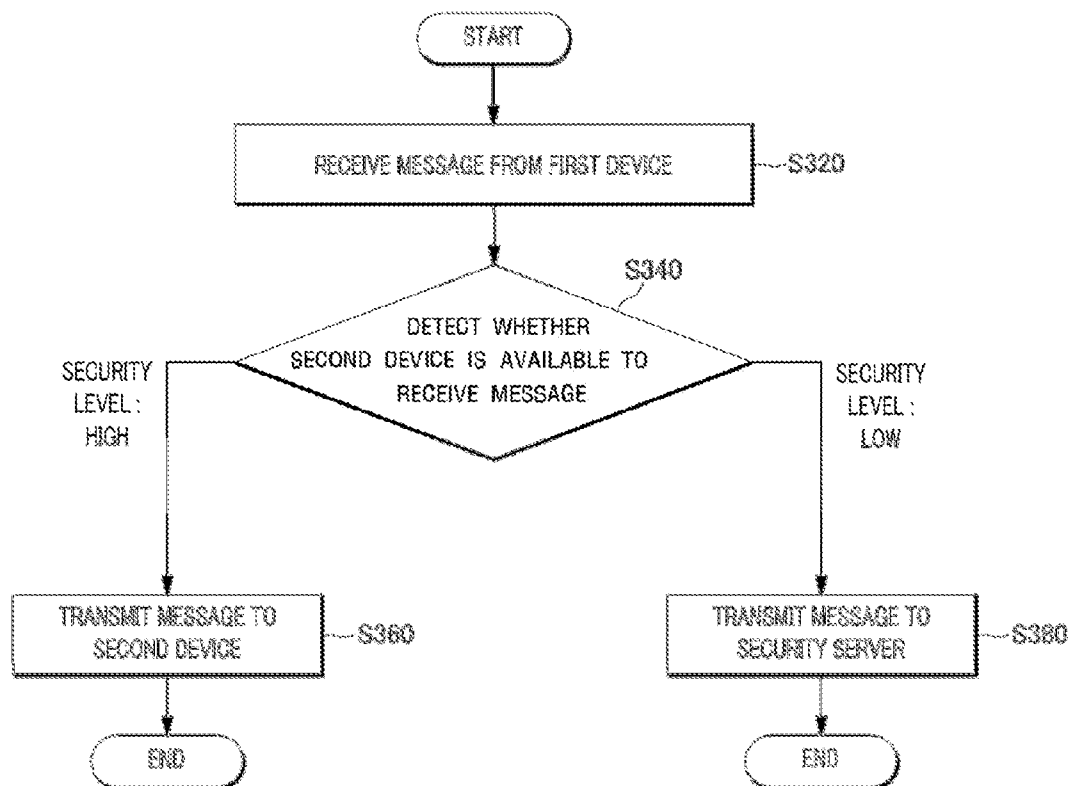 START
RECEIVE MESSAGE FROM FIRST DEVICE
S320
S340
DETECT WHETHER
SECOND DEVICE IS AVAILABLE TO
RECEIVE MESSAGE
SECURITY
LEVEL :
HIGH
SECURITY
LEVEL :
LOW
TRANSMIT MESSAGE TO
SECOND DEVICE
S360
TRANSMIT MESSAGE TO
SECURITY SERVER
S380
END
END